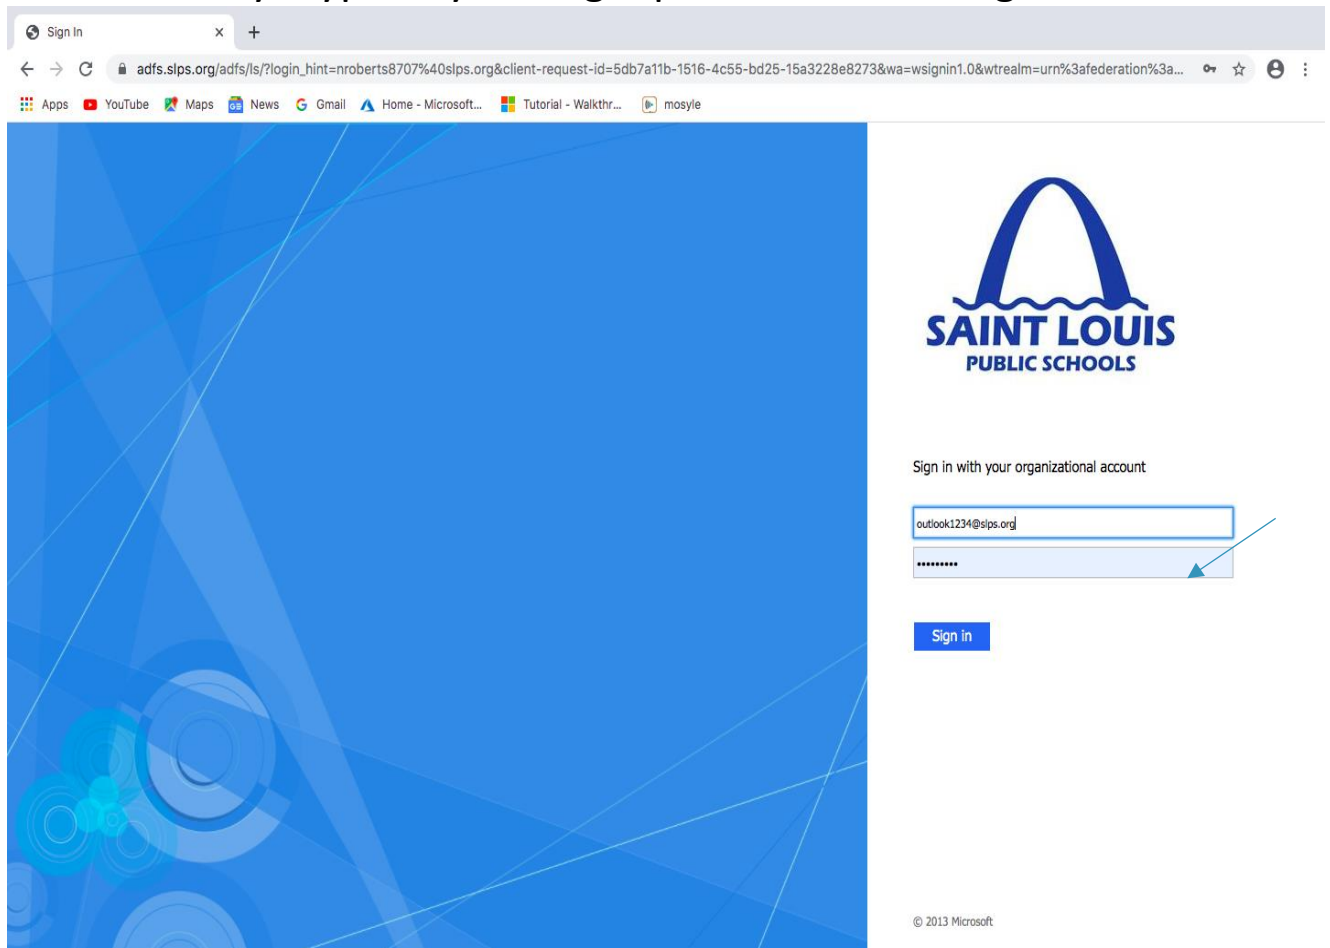 Sign In
adfs.slps.org/adfs/ls/?login_hint=nroberts8707%40slps.org&client-request-id=5db7a11b-1516-4c55-bd25-15a3228e8273&wa=wsignin1.0&wtrealm=urn%3afederation%3a...
Apps YouTube Maps News Gmail Home - Microsoft... Tutorial - Walkthr... mosyle
SAINT LOUIS
PUBLIC SCHOOLS
Sign in with your organizational account
outlook1234@slps.org
•••••••••
Sign in
© 2013 Microsoft